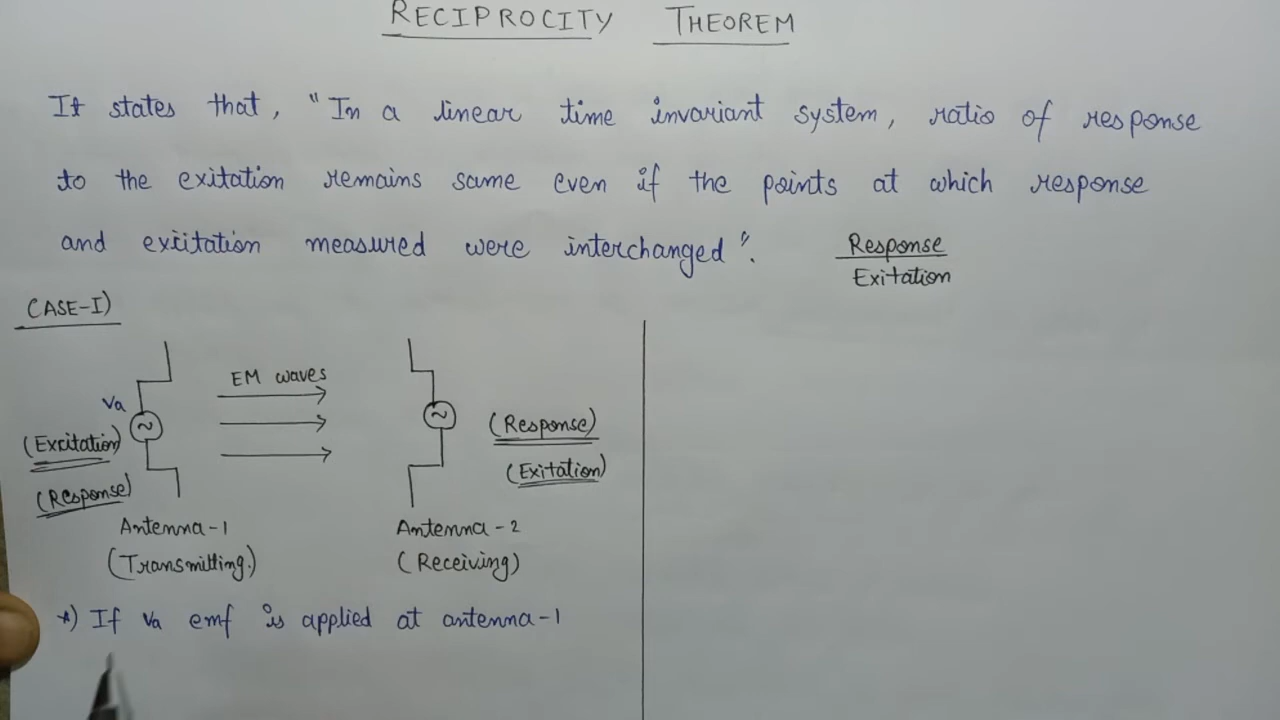 RECIPROCITY THEOREM
It states that, "In a linear time invariant system, ratio of response
to the exitation remains same even if the points at which response
and exitation measured were interchanged".
Response
Exitation
CASE-I)
EM waves
Va
(Excitation)
(Response)
(Response)
(Exitation)
Antenna-1
(Transmitting.)
Antenna-2
(Receiving)
*) If Va emf is applied at antenna-1